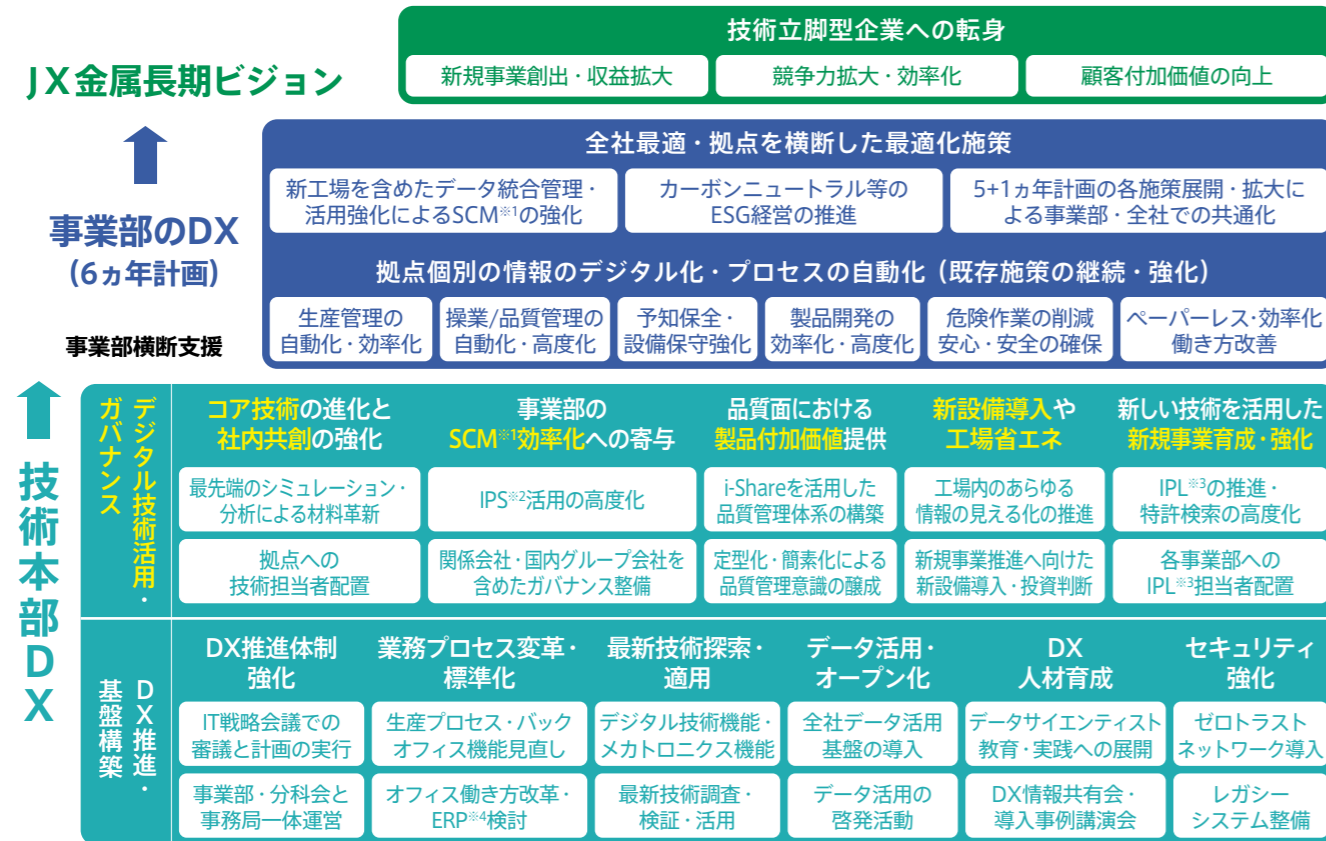 技術立脚型企業への転身
JX金属長期ビジョン
新規事業創出・収益拡大
競争力拡大・効率化
顧客付加価値の向上
全社最適・拠点を横断した最適化施策
新工場を含めたデータ統合管理・
活用強化によるSCM※1の強化
カーボンニュートラル等の
ESG経営の推進
5+1ヵ年計画の各施策展開・拡大に
よる事業部・全社での共通化
事業部のDX
(6ヵ年計画)
拠点個別の情報のデジタル化・プロセスの自動化（既存施策の継続・強化）
生産管理の
自動化・効率化
操業/品質管理の
自動化・高度化
予知保全・
設備保守強化
製品開発の
効率化・高度化
危険作業の削減
安心・安全の確保
ペーパーレス・効率化
働き方改善
事業部横断支援
技術本部DX
デジタル技術活用・
ガバナンス
コア技術の進化と
社内共創の強化
事業部の
SCM※1効率化への寄与
品質面における
製品付加価値提供
新設備導入や
工場省エネ
新しい技術を活用した
新規事業育成・強化
最先端のシミュレーション・
分析による材料革新
IPS※2活用の高度化
i-Shareを活用した
品質管理体系の構築
工場内のあらゆる
情報の見える化の推進
IPL※3の推進・
特許検索の高度化
拠点への
技術担当者配置
関係会社・国内グループ会社を
含めたガバナンス整備
定型化・簡素化による
品質管理意識の醸成
新規事業推進へ向けた
新設備導入・投資判断
各事業部への
IPL※3担当者配置
DX推進・
基盤構築
DX推進体制
強化
業務プロセス変革・
標準化
最新技術探索・
適用
データ活用・
オープン化
DX
人材育成
セキュリティ
強化
IT戦略会議での
審議と計画の実行
生産プロセス・バック
オフィス機能見直し
デジタル技術機能・
メカトロニクス機能
全社データ活用
基盤の導入
データサイエンティスト
教育・実践への展開
ゼロトラスト
ネットワーク導入
事業部・分科会と
事務局一体運営
オフィス働き方改革・
ERP※4検討
最新技術調査・
検証・活用
データ活用の
啓発活動
DX情報共有会・
導入事例講演会
レガシー
システム整備